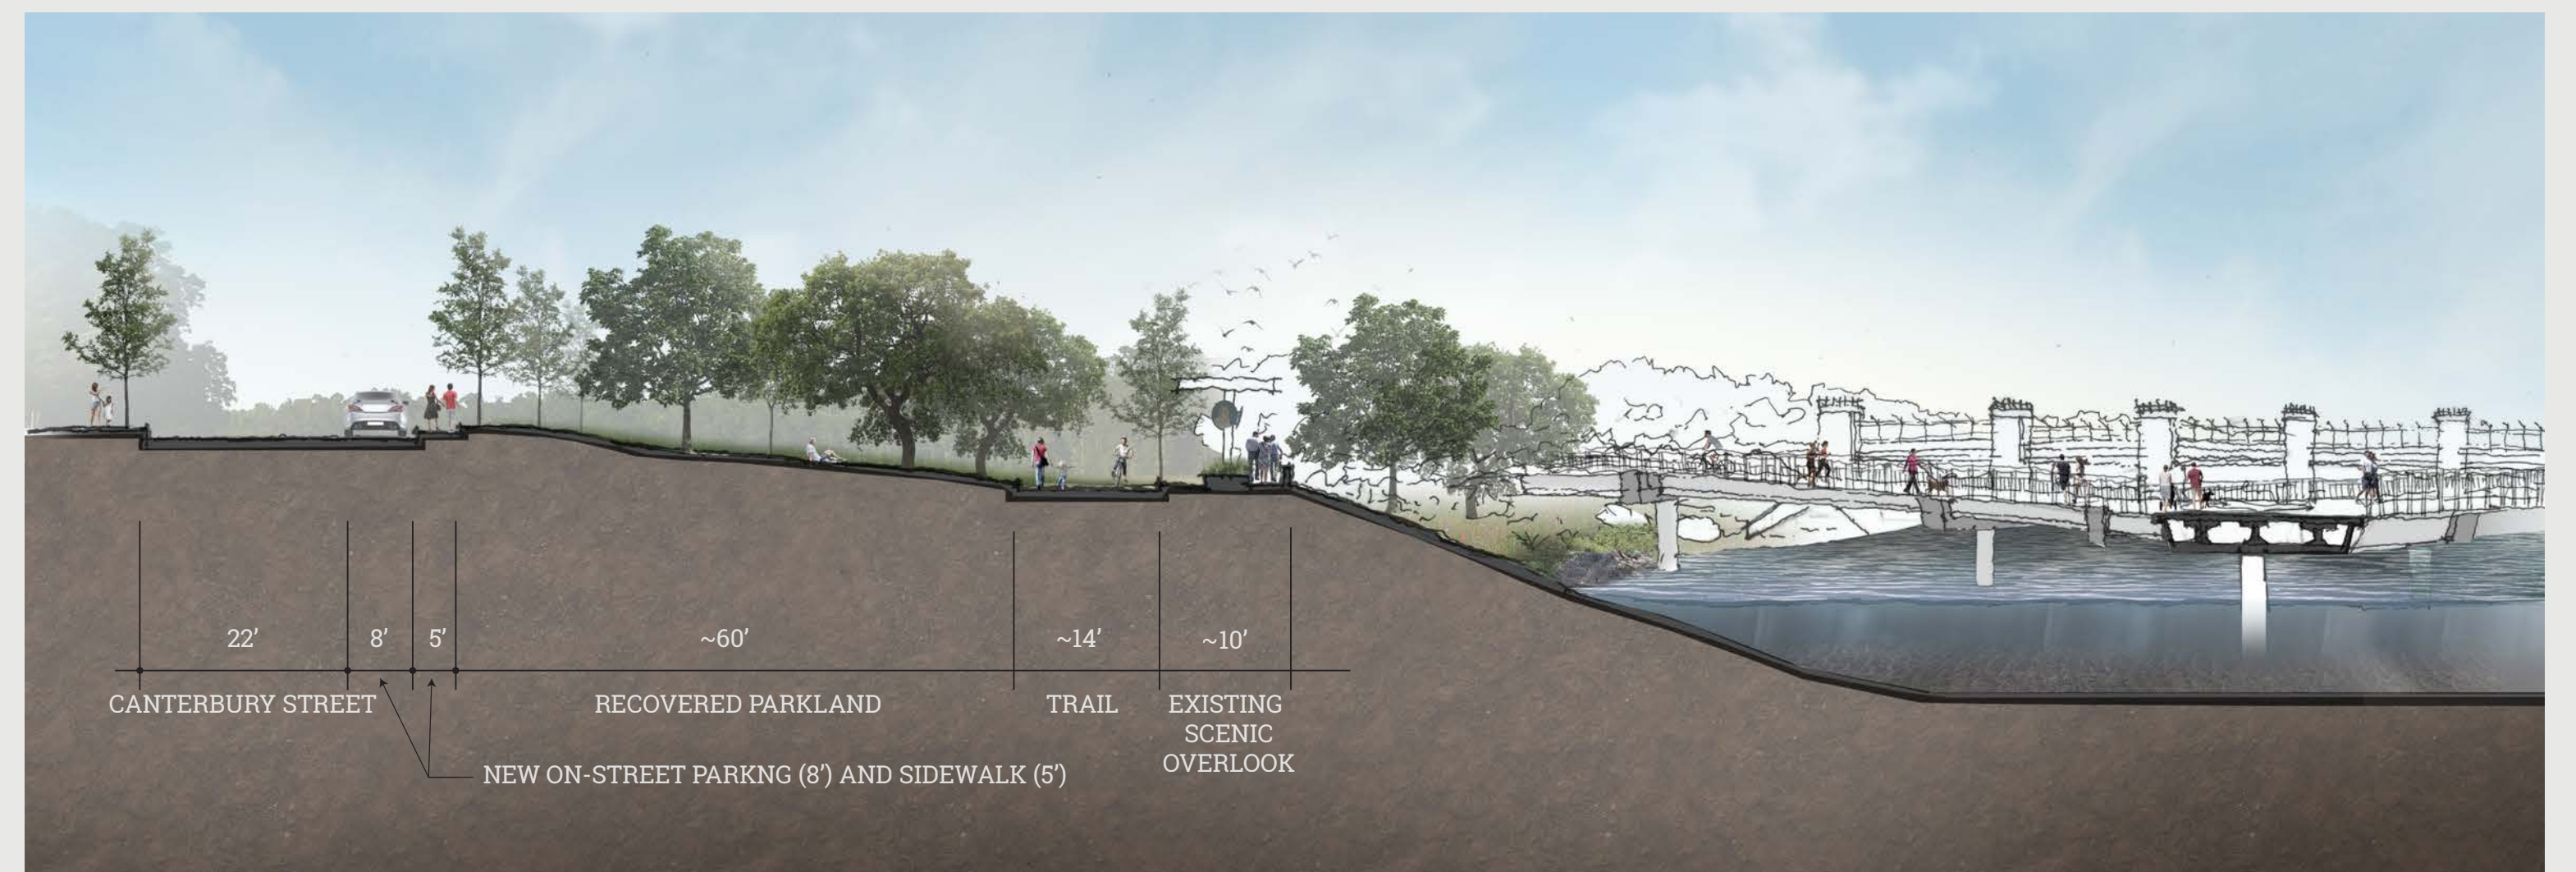 22’
8’
5’
~60’
~14’
~10’
CANTERBURY STREET
RECOVERED PARKLAND
TRAIL
EXISTING
SCENIC
OVERLOOK
NEW ON-STREET PARKNG (8’) AND SIDEWALK (5’)